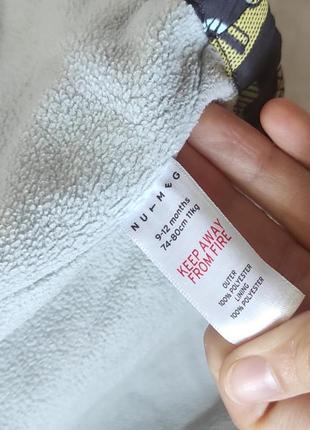 NUTMEG
9-12 months
74-80cm 11kg
KEEP AWAY
FROM FIRE
OUTER
100% POLYESTER
LINING
100% POLYESTER